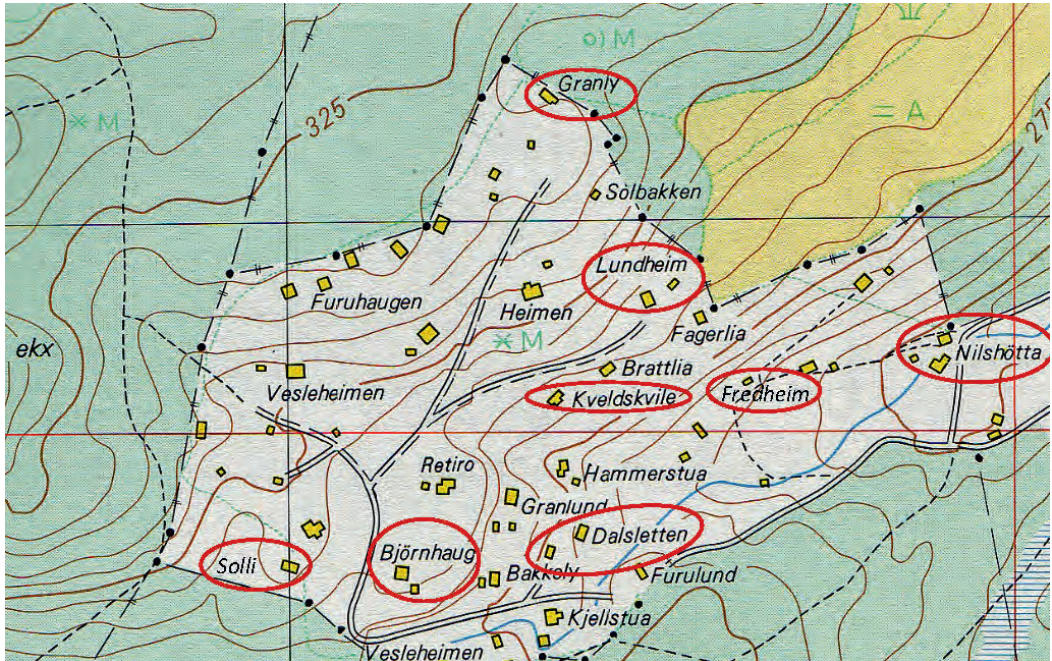 o) M
Granly
325
* M
= A
275
Solbakken
Lundheim
Furuhaugen
Heimen
Fagerlia
* M
Nilshötta
ekx
Brattlia
Vesleheimen
Fredheim
Kveldskvile
Retiro
Hammerstua
Granlund
Dalsletten
Björnhaug
Solli
Bakkely
Furulund
Kjellstua
Vesleheimen